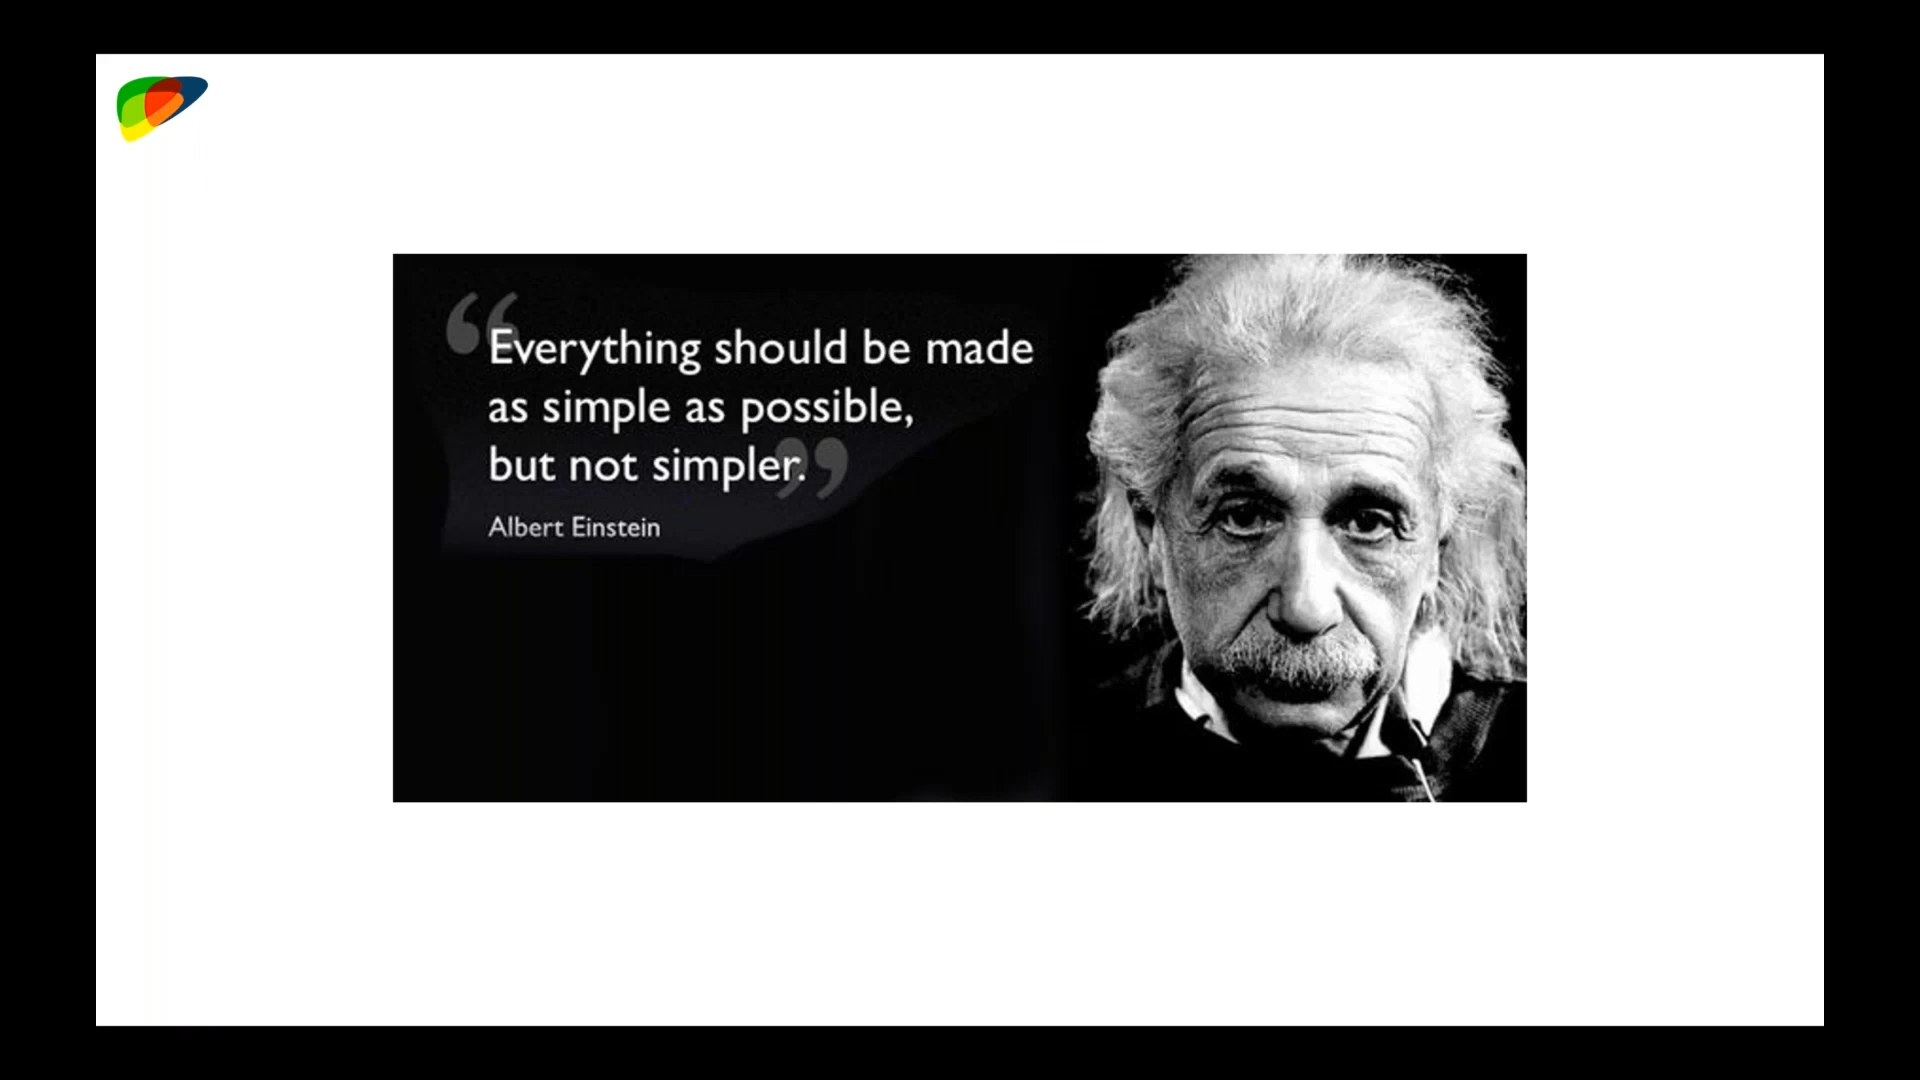 “Everything should be made
as simple as possible,
but not simpler.”
Albert Einstein